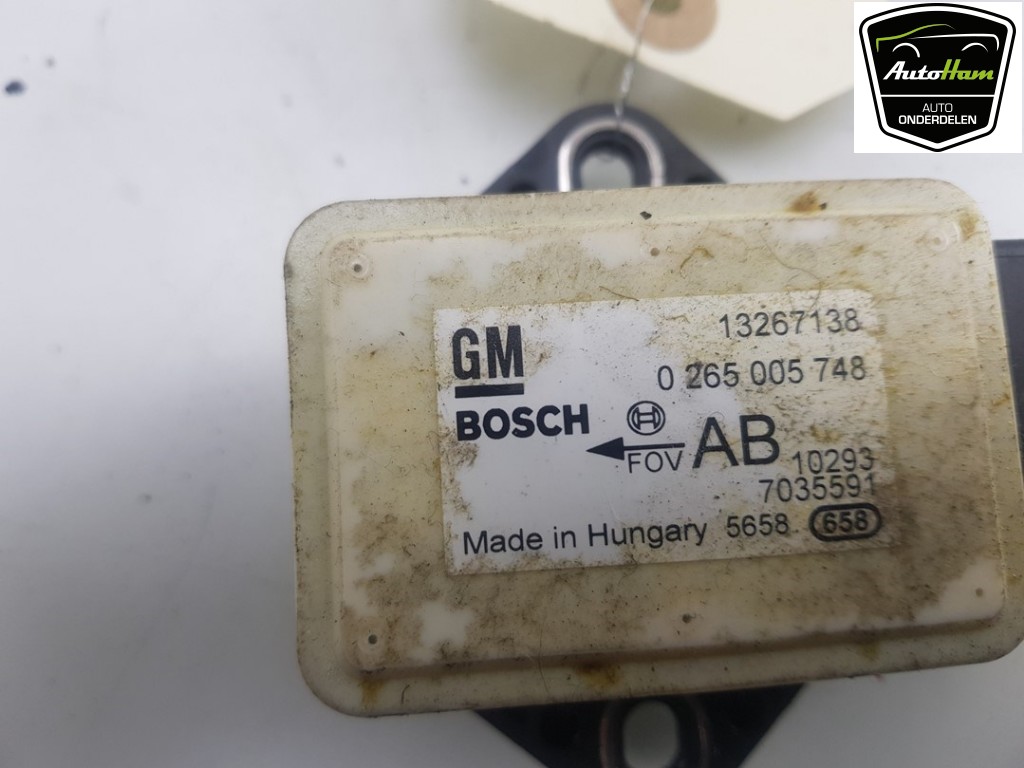 AutoHam
AUTO
ONDERDELEN
GM 13267138
0 265 005 748
BOSCH
FOV AB 10293
7035591
Made in Hungary 5658 658